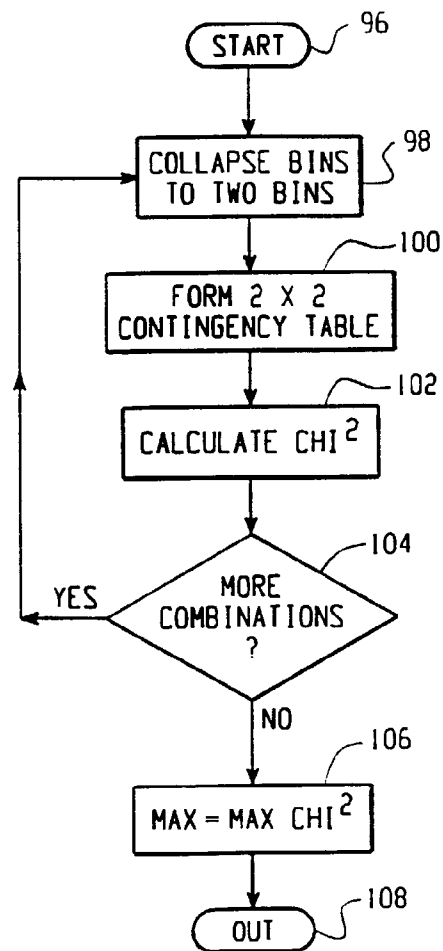 START
96
COLLAPSE BINS
TO TWO BINS
98
100
FORM 2 X 2
CONTINGENCY TABLE
102
CALCULATE CHI²
104
MORE
COMBINATIONS
?
YES
NO
106
MAX = MAX CHI²
OUT
108